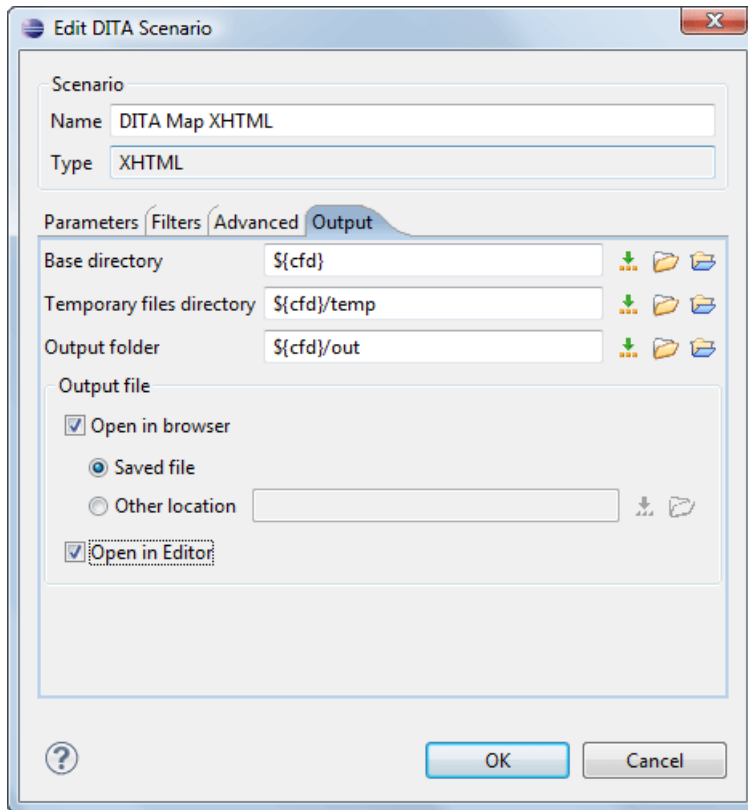 Edit DITA Scenario
Scenario
Name DITA Map XHTML
Type XHTML
Parameters Filters Advanced Output
Base directory ${cfd}
Temporary files directory ${cfd}/temp
Output folder ${cfd}/out
Output file
Open in browser
Saved file
Other location
Open in Editor
? OK Cancel